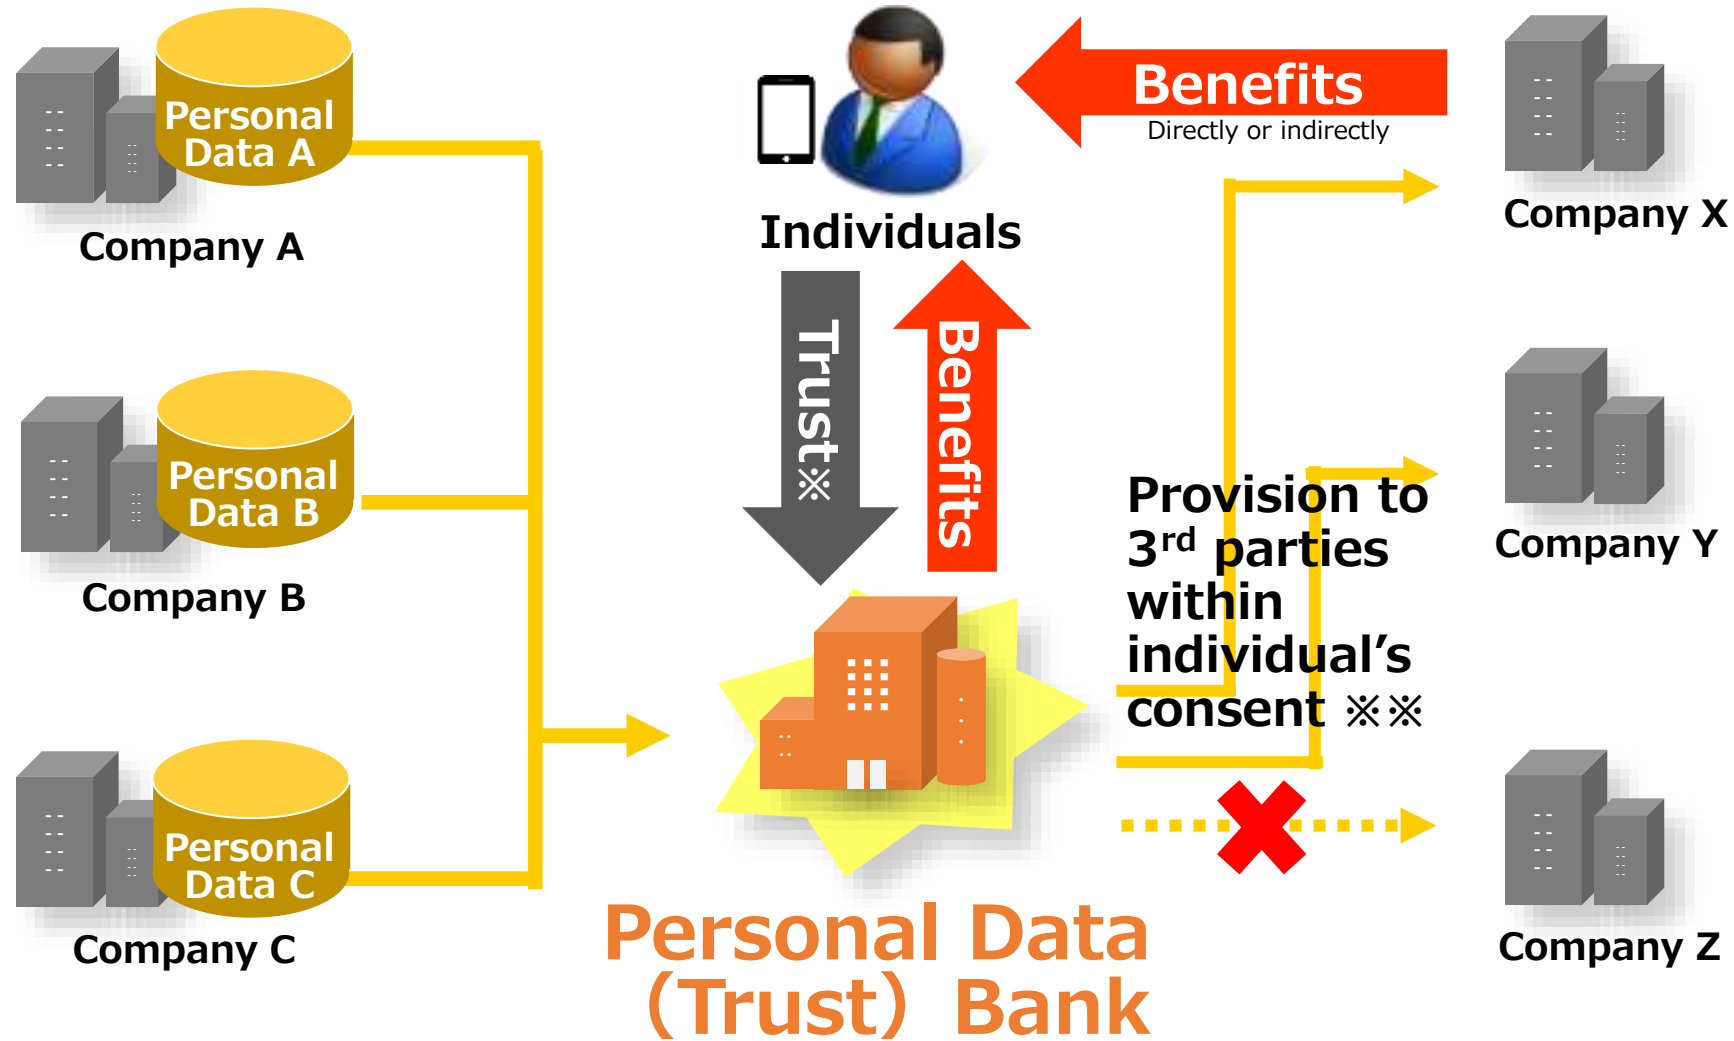 Personal
Data A
Company A
Personal
Data B
Company B
Personal
Data C
Company C
Individuals
Trust※
Benefits
Benefits
Directly or indirectly
Provision to
3rd parties
within
individual’s
consent ※※
Personal Data
（Trust）Bank
Company X
Company Y
Company Z